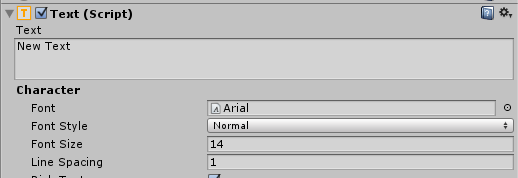 Text (Script)
Text
New Text
Character
Font Arial
Font Style Normal
Font Size 14
Line Spacing 1